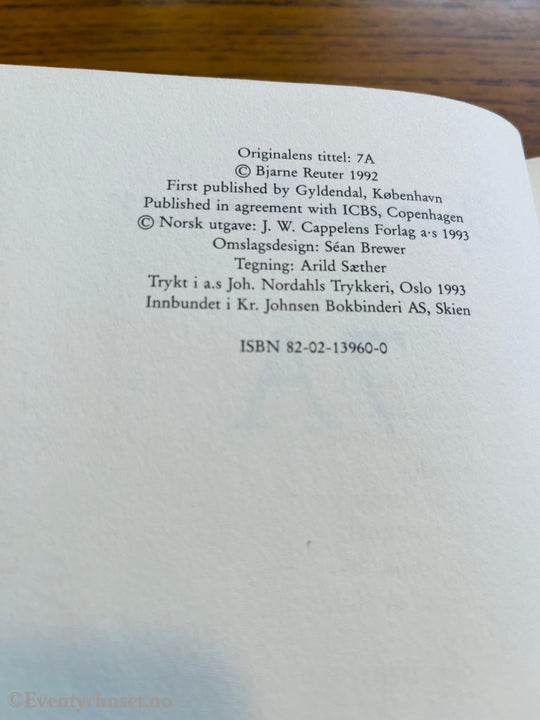 Originalens tittel: 7A
© Bjarne Reuter 1992
First published by Gyldendal, København
Published in agreement with ICBS, Copenhagen
© Norsk utgave: J. W. Cappelens Forlag a·s 1993
Omslagsdesign: Séan Brewer
Tegning: Arild Sæther
Trykt i a.s Joh. Nordahls Trykkeri, Oslo 1993
Innbundet i Kr. Johnsen Bokbinderi AS, Skien
ISBN 82-02-13960-0
7A
©Eventyrhuset.no